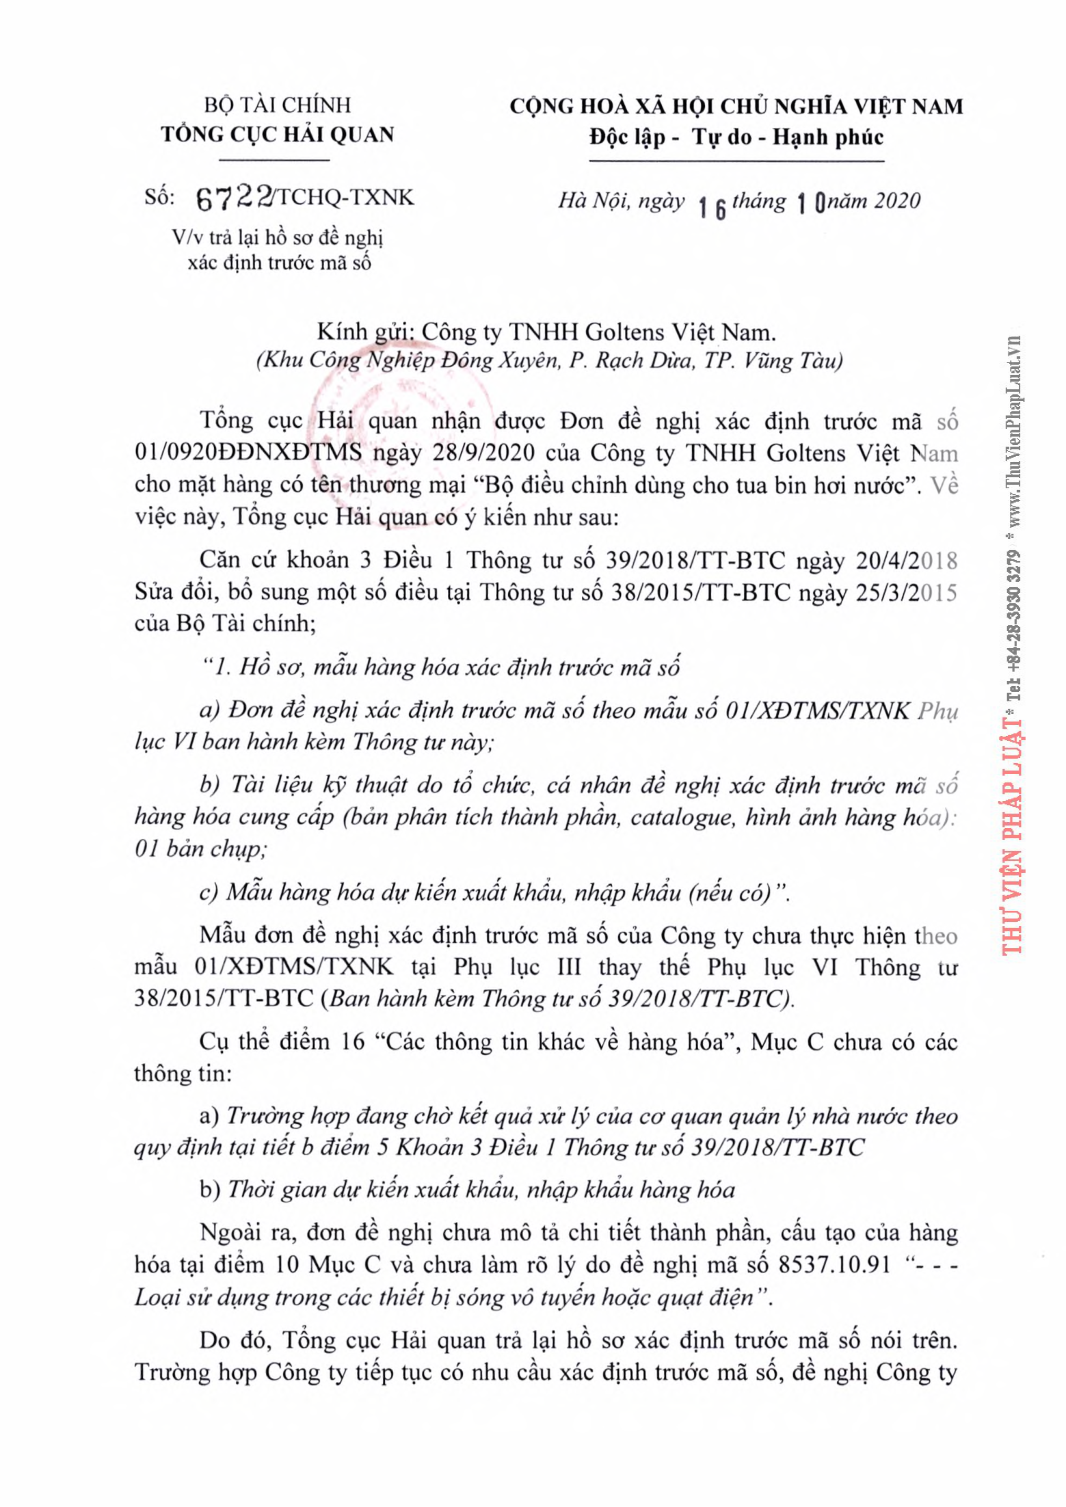 BỘ TÀI CHÍNH
TỔNG CỤC HẢI QUAN
CỘNG HOÀ XÃ HỘI CHỦ NGHĨA VIỆT NAM
Độc lập - Tự do - Hạnh phúc
Số: 6722/TCHQ-TXNK
Hà Nội, ngày 16 tháng 10 năm 2020
V/v trả lại hồ sơ đề nghị
xác định trước mã số
Kính gửi: Công ty TNHH Goltens Việt Nam.
(Khu Công Nghiệp Đông Xuyên, P. Rạch Dừa, TP. Vũng Tàu)
Tổng cục Hải quan nhận được Đơn đề nghị xác định trước mã số
01/0920ĐĐNXĐTMS ngày 28/9/2020 của Công ty TNHH Goltens Việt Nam
cho mặt hàng có tên thương mại “Bộ điều chỉnh dùng cho tua bin hơi nước”. Về
việc này, Tổng cục Hải quan có ý kiến như sau:
Căn cứ khoản 3 Điều 1 Thông tư số 39/2018/TT-BTC ngày 20/4/2018
Sửa đổi, bổ sung một số điều tại Thông tư số 38/2015/TT-BTC ngày 25/3/2015
của Bộ Tài chính;
“1. Hồ sơ, mẫu hàng hóa xác định trước mã số
a) Đơn đề nghị xác định trước mã số theo mẫu số 01/XĐTMS/TXNK Phụ
lục VI ban hành kèm Thông tư này;
b) Tài liệu kỹ thuật do tổ chức, cá nhân đề nghị xác định trước mã số
hàng hóa cung cấp (bản phân tích thành phần, catalogue, hình ảnh hàng hóa):
01 bản chụp;
c) Mẫu hàng hóa dự kiến xuất khẩu, nhập khẩu (nếu có)”.
Mẫu đơn đề nghị xác định trước mã số của Công ty chưa thực hiện theo
mẫu 01/XĐTMS/TXNK tại Phụ lục III thay thế Phụ lục VI Thông tư
38/2015/TT-BTC (Ban hành kèm Thông tư số 39/2018/TT-BTC).
Cụ thể điểm 16 “Các thông tin khác về hàng hóa”, Mục C chưa có các
thông tin:
a) Trường hợp đang chờ kết quả xử lý của cơ quan quản lý nhà nước theo
quy định tại tiết b điểm 5 Khoản 3 Điều 1 Thông tư số 39/2018/TT-BTC
b) Thời gian dự kiến xuất khẩu, nhập khẩu hàng hóa
Ngoài ra, đơn đề nghị chưa mô tả chi tiết thành phần, cấu tạo của hàng
hóa tại điểm 10 Mục C và chưa làm rõ lý do đề nghị mã số 8537.10.91 “- - -
Loại sử dụng trong các thiết bị sóng vô tuyến hoặc quạt điện”.
Do đó, Tổng cục Hải quan trả lại hồ sơ xác định trước mã số nói trên.
Trường hợp Công ty tiếp tục có nhu cầu xác định trước mã số, đề nghị Công ty
THƯ VIỆN PHÁP LUẬT * Tel: +84-28-3930 3279 * www.ThuVienPhapLuat.vn